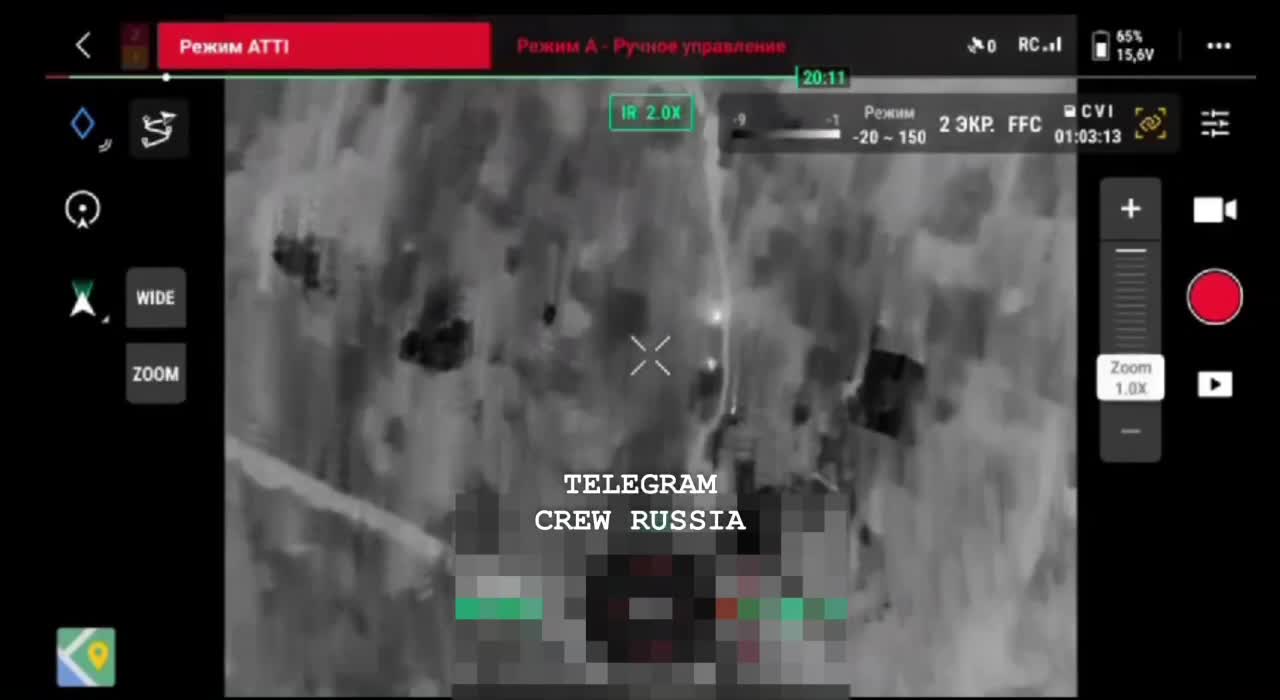 Режим ATTI
Режим А - Ручное управление
0
RC
65%
15,6V
20:11
IR 2.0X
-9
-1
Режим
-20 ~ 150
2 ЭКР.
FFC
CVI
01:03:13
WIDE
ZOOM
Zoom
1.0X
TELEGRAM
CREW RUSSIA